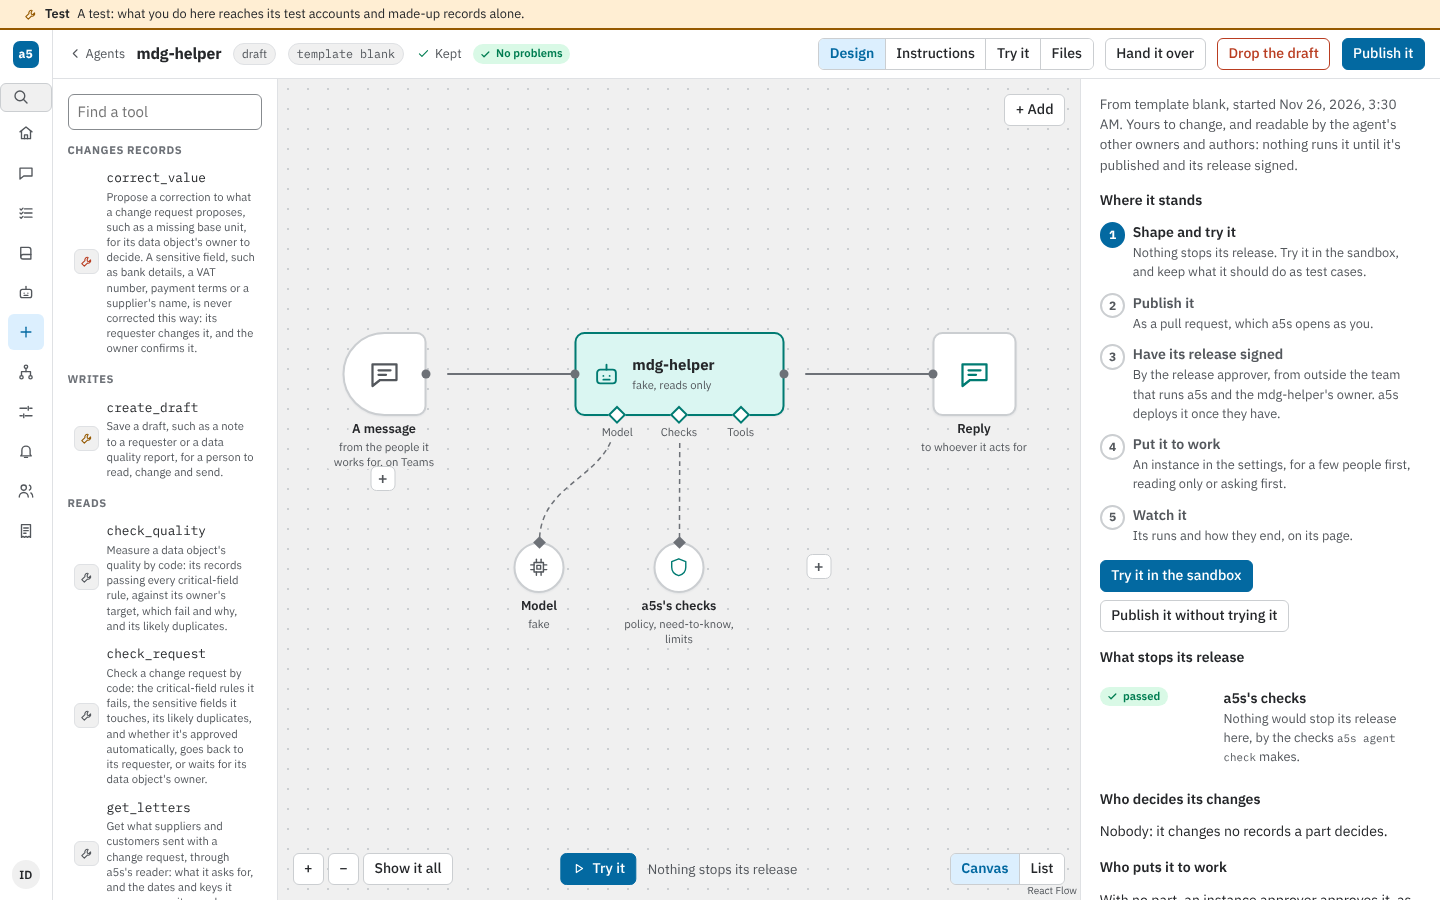 Test A test: what you do here reaches its test accounts and made-up records alone.
a5
Agents
mdg-helper
draft
template blank
Kept
No problems
Design
Instructions
Try it
Files
Hand it over
Drop the draft
Publish it
Find a tool
CHANGES RECORDS
correct_value
Propose a correction to what
a change request proposes,
such as a missing base unit,
for its data object's owner to
decide. A sensitive field, such
as bank details, a VAT
number, payment terms or a
supplier's name, is never
corrected this way: its
requester changes it, and the
owner confirms it.
WRITES
create_draft
Save a draft, such as a note
to a requester or a data
quality report, for a person to
read, change and send.
READS
check_quality
Measure a data object's
quality by code: its records
passing every critical-field
rule, against its owner's
target, which fail and why,
and its likely duplicates.
check_request
Check a change request by
code: the critical-field rules it
fails, the sensitive fields it
touches, its likely duplicates,
and whether it's approved
automatically, goes back to
its requester, or waits for its
data object's owner.
get_letters
Get what suppliers and
customers sent with a
change request, through
a5s's reader: what it asks for,
and the dates and keys it
ID
+ Add
A message
from the people it
works for, on Teams
+
mdg-helper
fake, reads only
Model
Checks
Tools
Reply
to whoever it acts for
Model
fake
a5s's checks
policy, need-to-know,
limits
+
+
−
Show it all
Try it
Nothing stops its release
Canvas
List
React Flow
From template blank, started Nov 26, 2026, 3:30
AM. Yours to change, and readable by the agent's
other owners and authors: nothing runs it until it's
published and its release signed.
Where it stands
1
Shape and try it
Nothing stops its release. Try it in the sandbox,
and keep what it should do as test cases.
2
Publish it
As a pull request, which a5s opens as you.
3
Have its release signed
By the release approver, from outside the team
that runs a5s and the mdg-helper's owner. a5s
deploys it once they have.
4
Put it to work
An instance in the settings, for a few people first,
reading only or asking first.
5
Watch it
Its runs and how they end, on its page.
Try it in the sandbox
Publish it without trying it
What stops its release
passed
a5s's checks
Nothing would stop its release
here, by the checks a5s agent
check makes.
Who decides its changes
Nobody: it changes no records a part decides.
Who puts it to work
With no part, an instance approver approves it, as